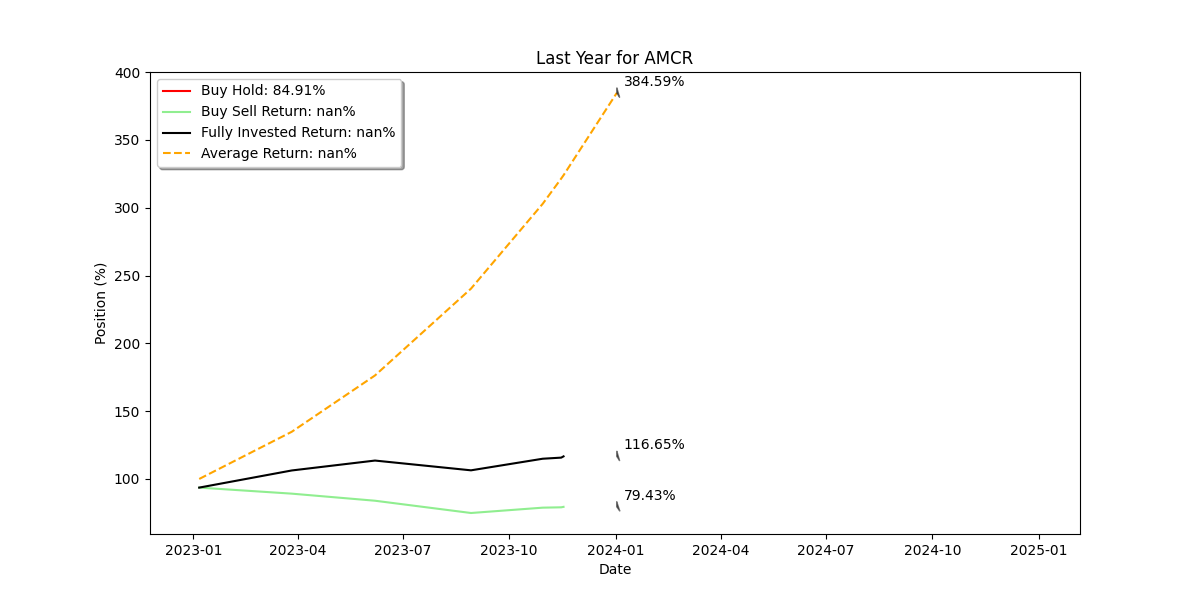 Last Year for AMCR
400
350
300
250
200
150
100
Position (%)
Buy Hold: 84.91%
Buy Sell Return: nan%
Fully Invested Return: nan%
Average Return: nan%
384.59%
116.65%
79.43%
2023-01 2023-04 2023-07 2023-10 2024-01 2024-04 2024-07 2024-10 2025-01
Date